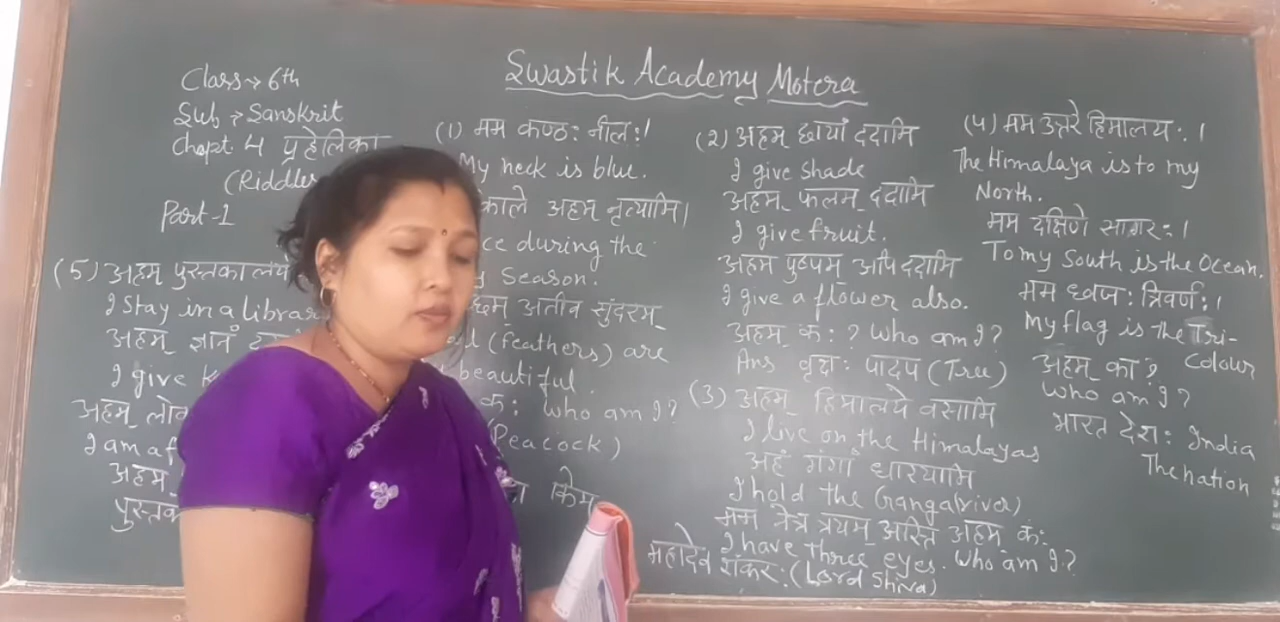 Swastik Academy Motera
Class → 6th
Sub → Sanskrit
Chapt. 4 प्रहेलिका
(Riddles
Part-1
(1) मम कण्ठः नीलः।
My neck is blue.
काले अहम् नृत्यामि।
ce during the
season.
अतीव सुंदरम्
(feathers) are
beautiful.
कः who am I?
(Peacock)
किम्
(2) अहम् छायाँ ददामि
I give shade
अहम् फलम् ददामि
I give fruit.
अहम पुष्पम् अपि ददामि
I give a flower also.
अहम् कः? who am I?
Ans वृक्षः पादप (Tree)
(3) अहम् हिमालये वसामि
I live on the Himalayas
अहं गंगाँ धारयामि
I hold the Ganga(river)
मम नेत्र त्रयम् अस्ति अहम् कः
I have three eyes. Who am I?
महादेव शंकरः (Lord Shiva)
(4) मम उत्तरे हिमालयः।
The Himalaya is to my
North.
मम दक्षिणे सागरः।
To my South is the Ocean.
मम ध्वजः त्रिवर्णः।
My flag is the Tri-
Colour
अहम् कः?
Who am I?
भारत देशः India
The nation
(5) अहम् पुस्तकालय
I Stay in a Librar
अहम् ज्ञानं
I give
अहम्
I am a f
अहम्